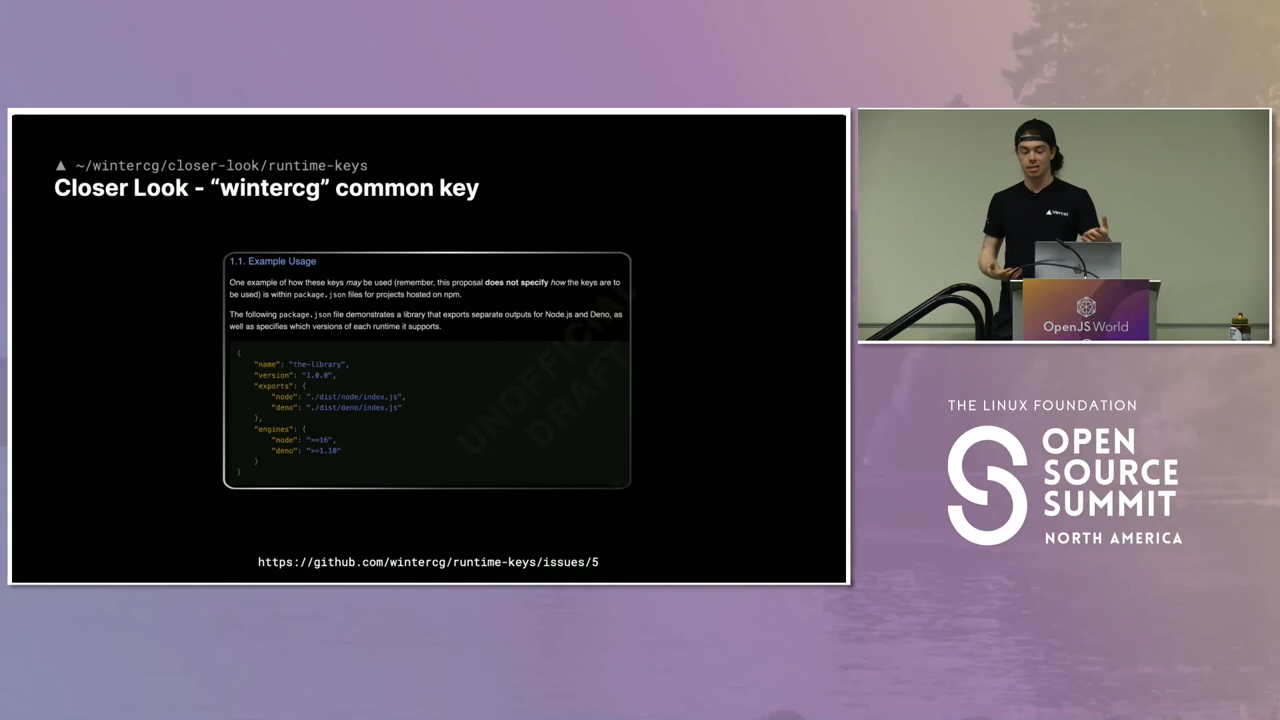 ▲ ~/wintercg/closer-look/runtime-keys
Closer Look - “wintercg” common key
1.1. Example Usage
One example of how these keys may be used (remember, this proposal does not specify how the keys are to
be used) is within package.json files for projects hosted on npm.
The following package.json file demonstrates a library that exports separate outputs for Node.js and Deno, as
well as specifies which versions of each runtime it supports.
{
"name": "the-library",
"version": "1.0.0",
"exports": {
"node": "./dist/node/index.js",
"deno": "./dist/deno/index.js"
},
"engines": {
"node": ">=16",
"deno": ">=1.10"
}
}
UNOFFICIAL
DRAFT
https://github.com/wintercg/runtime-keys/issues/5
Vercel
OpenJS World
THE LINUX FOUNDATION
OPEN
SOURCE
SUMMIT
NORTH AMERICA